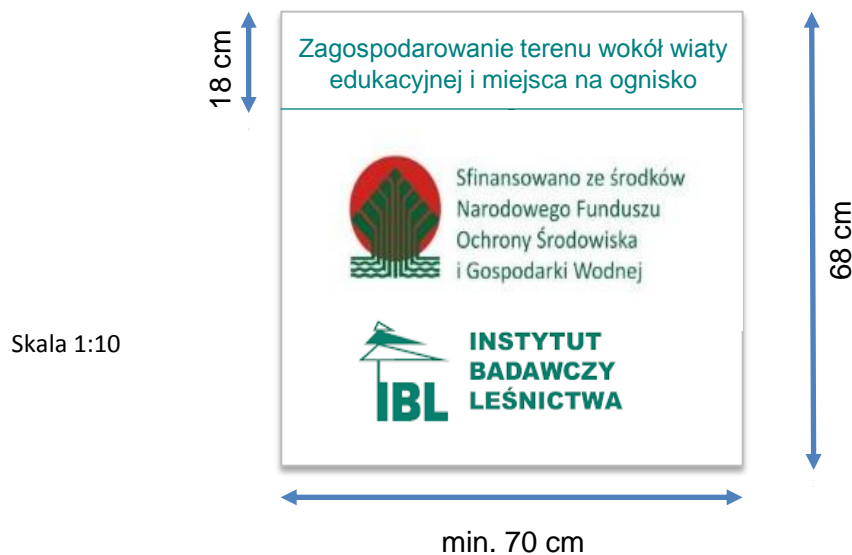 18 cm
Zagospodarowanie terenu wokół wiaty
edukacyjnej i miejsca na ognisko
Sfinansowano ze środków
Narodowego Funduszu
Ochrony Środowiska
i Gospodarki Wodnej
68 cm
Skala 1:10
IBL
INSTYTUT
BADAWCZY
LEŚNICTWA
min. 70 cm